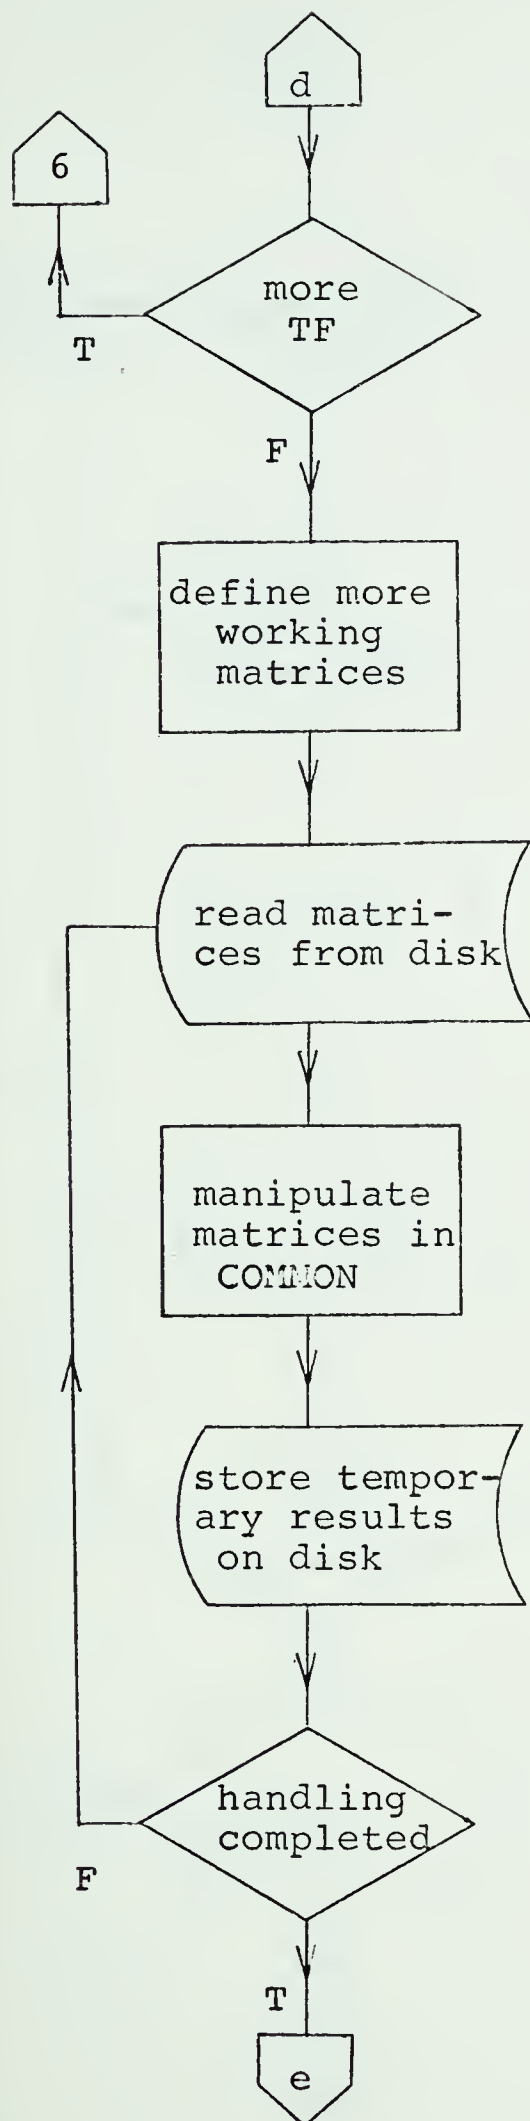 d
6
more
TF
T
F
define more
working
matrices
read matri-
ces from disk
manipulate
matrices in
COMMON
store tempor-
ary results
on disk
handling
completed
F
T
e